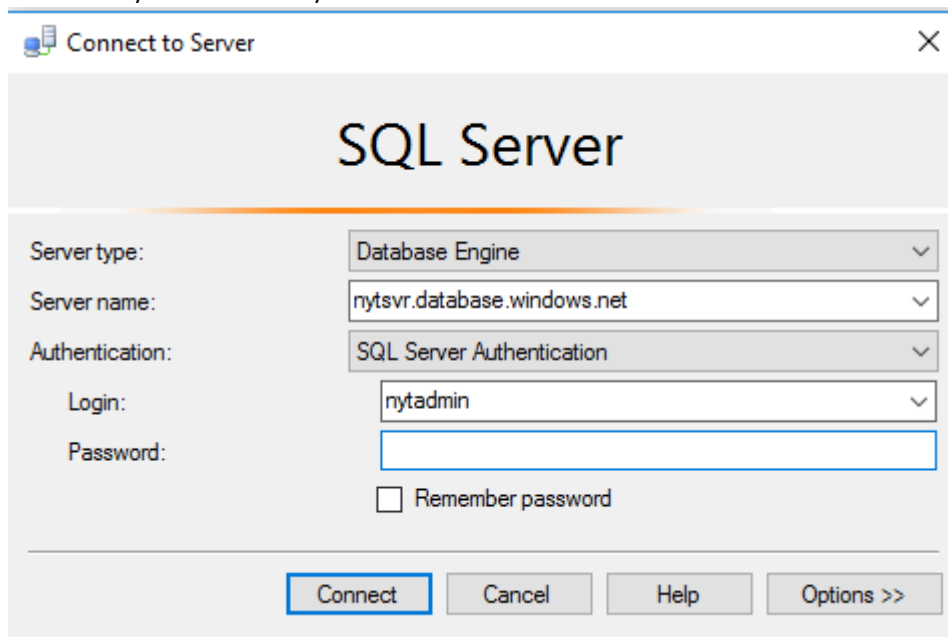 Connect to Server
SQL Server
Server type: Database Engine
Server name: nytsvr.database.windows.net
Authentication: SQL Server Authentication
Login: nytadmin
Password:
Remember password
Connect Cancel Help Options >>